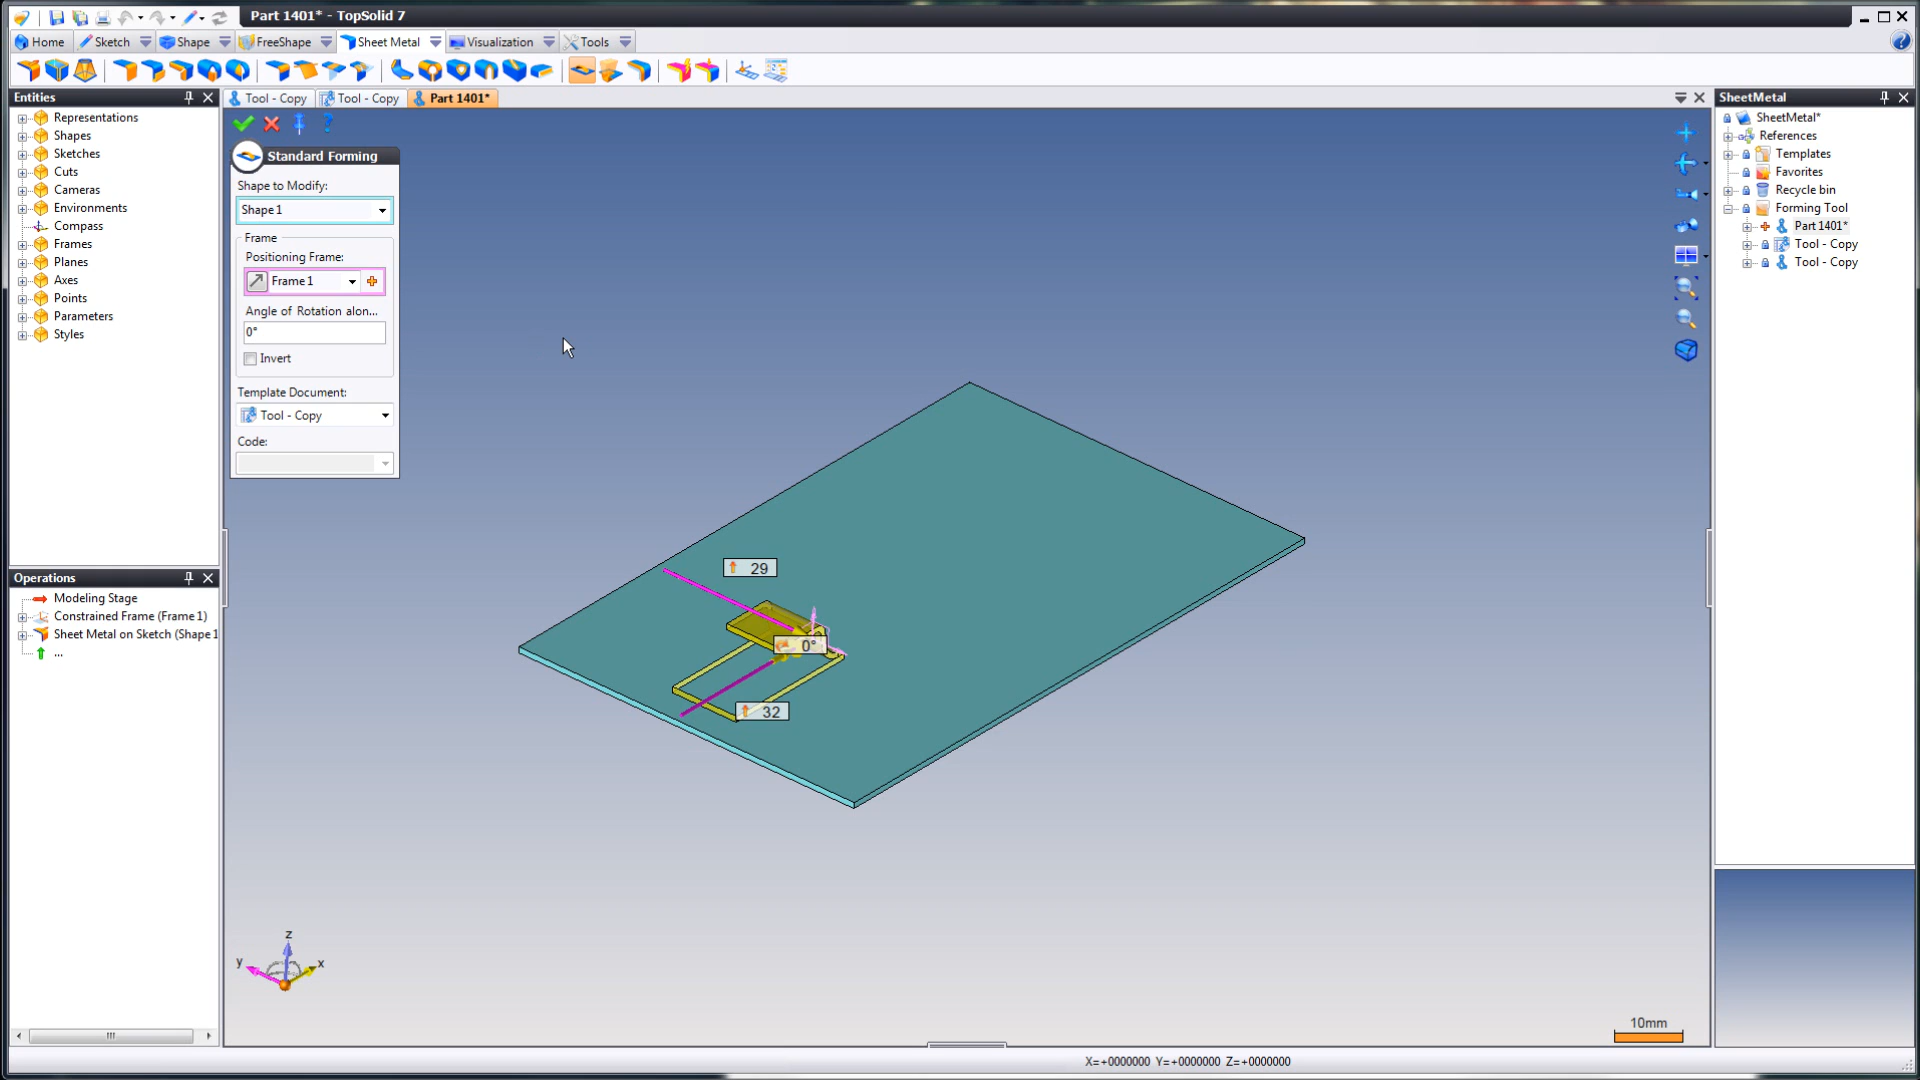 Part 1401* - TopSolid 7
Home
Sketch
Shape
FreeShape
Sheet Metal
Visualization
Tools
Entities
Representations
Shapes
Sketches
Cuts
Cameras
Environments
Compass
Frames
Planes
Axes
Points
Parameters
Styles
Operations
Modeling Stage
Constrained Frame (Frame 1)
Sheet Metal on Sketch (Shape 1
...
Tool - Copy
Tool - Copy
Part 1401*
Standard Forming
Shape to Modify:
Shape 1
Frame
Positioning Frame:
Frame 1
Angle of Rotation alon...
0°
Invert
Template Document:
Tool - Copy
Code:
29
0°
32
z
y
x
10mm
SheetMetal
SheetMetal*
References
Templates
Favorites
Recycle bin
Forming Tool
Part 1401*
Tool - Copy
Tool - Copy
X=+0000000 Y=+0000000 Z=+0000000